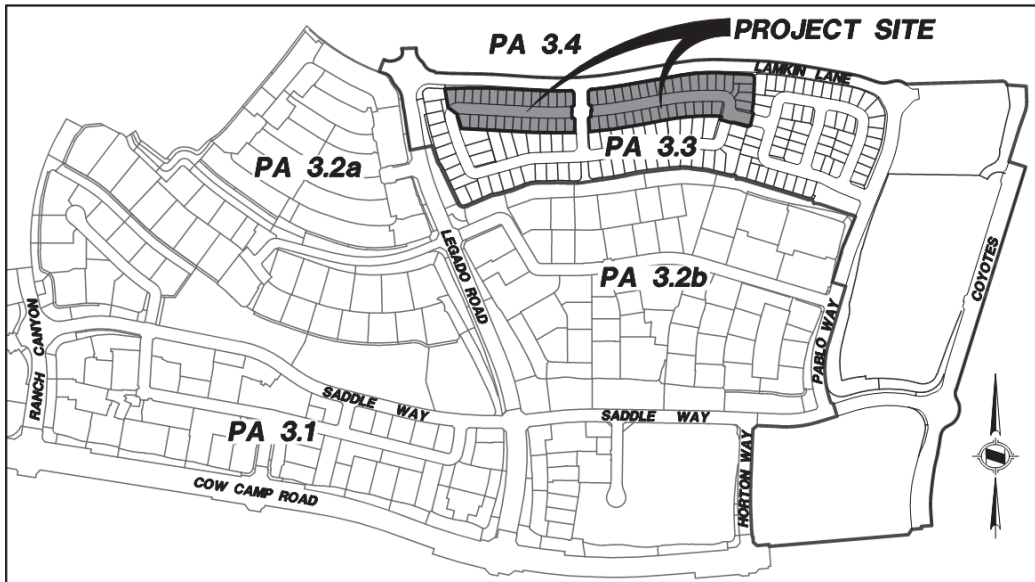 PROJECT SITE
PA 3.4
LAMKIN LANE
PA 3.3
PA 3.2a
LEGADO ROAD
PA 3.2b
COYOTES
PABLO WAY
RANCH CANYON
SADDLE WAY
SADDLE WAY
PA 3.1
HORTON WAY
COW CAMP ROAD